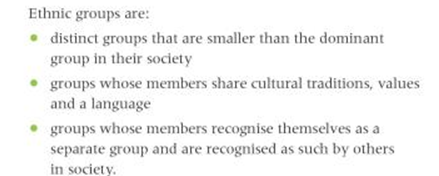 Ethnic groups are:
• distinct groups that are smaller than the dominant
group in their society
• groups whose members share cultural traditions, values
and a language
• groups whose members recognise themselves as a
separate group and are recognised as such by others
in society.